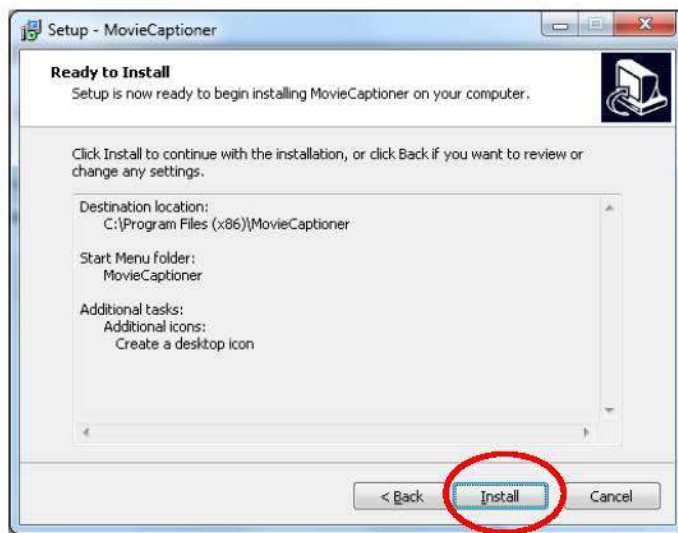 Setup - MovieCaptioner
Ready to Install
Setup is now ready to begin installing MovieCaptioner on your computer.
Click Install to continue with the installation, or click Back if you want to review or
change any settings.
Destination location:
C:\Program Files (x86)\MovieCaptioner
Start Menu folder:
MovieCaptioner
Additional tasks:
Additional icons:
Create a desktop icon
< Back Install Cancel